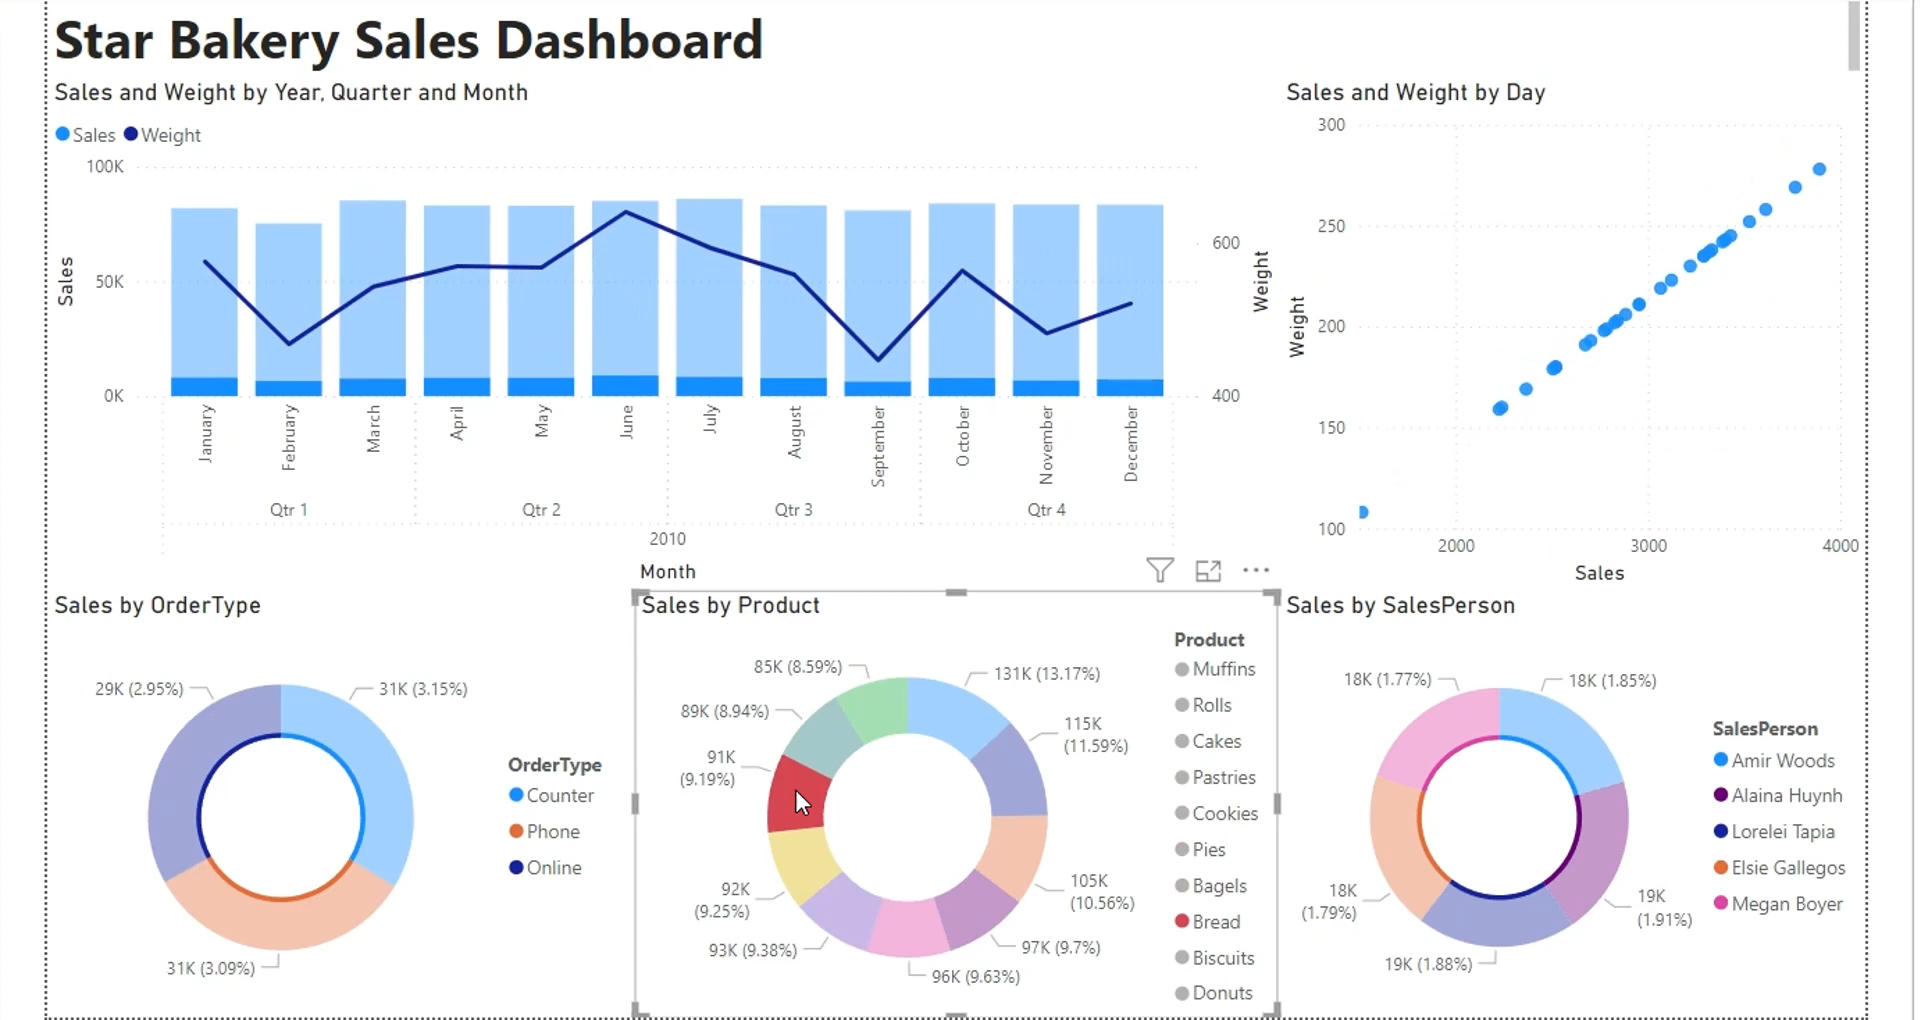 Star Bakery Sales Dashboard
Sales and Weight by Year, Quarter and Month
Sales Weight
100K
50K
0K
Sales
600
400
Weight
January
February
March
April
May
June
July
August
September
October
November
December
Qtr 1
Qtr 2
Qtr 3
Qtr 4
2010
Month
Sales and Weight by Day
300
250
200
150
100
Weight
2000
3000
4000
Sales
Sales by OrderType
29K (2.95%)
31K (3.15%)
31K (3.09%)
OrderType
Counter
Phone
Online
Sales by Product
85K (8.59%)
131K (13.17%)
89K (8.94%)
115K
(11.59%)
91K
(9.19%)
105K
(10.56%)
92K
(9.25%)
97K (9.7%)
93K (9.38%)
96K (9.63%)
Product
Muffins
Rolls
Cakes
Pastries
Cookies
Pies
Bagels
Bread
Biscuits
Donuts
Sales by SalesPerson
18K (1.77%)
18K (1.85%)
18K
(1.79%)
19K
(1.91%)
19K (1.88%)
SalesPerson
Amir Woods
Alaina Huynh
Lorelei Tapia
Elsie Gallegos
Megan Boyer